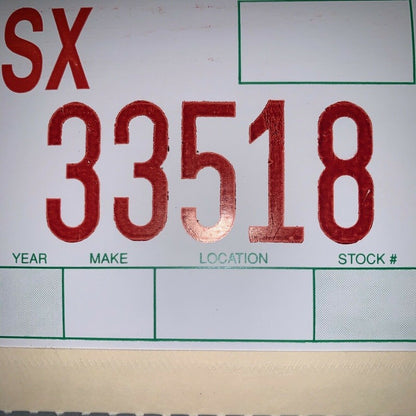 SX
33518
YEAR MAKE LOCATION STOCK #